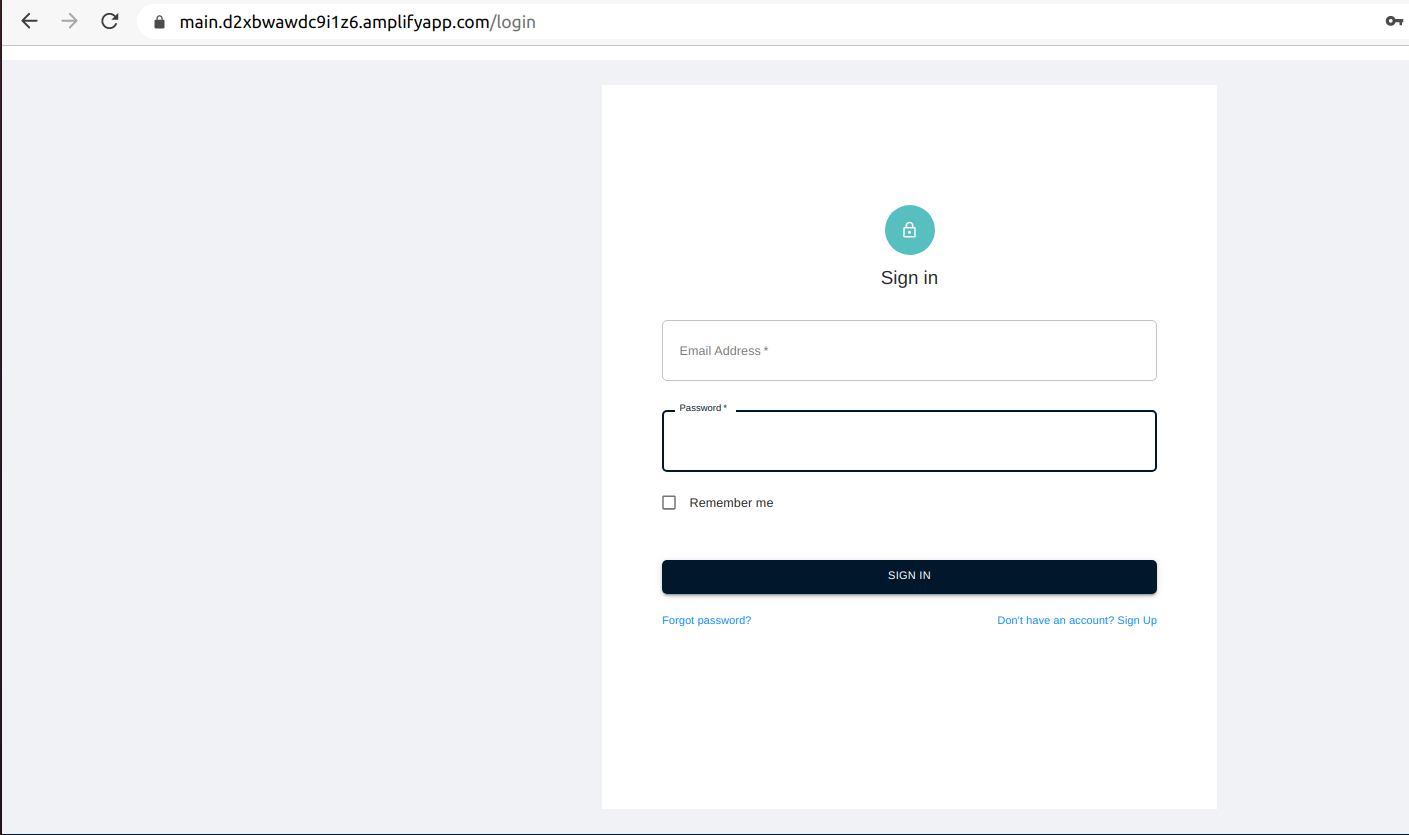 main.d2xbwawdc9i1z6.amplifyapp.com/login
Sign in
Email Address *
Password *
Remember me
SIGN IN
Forgot password?
Don't have an account? Sign Up